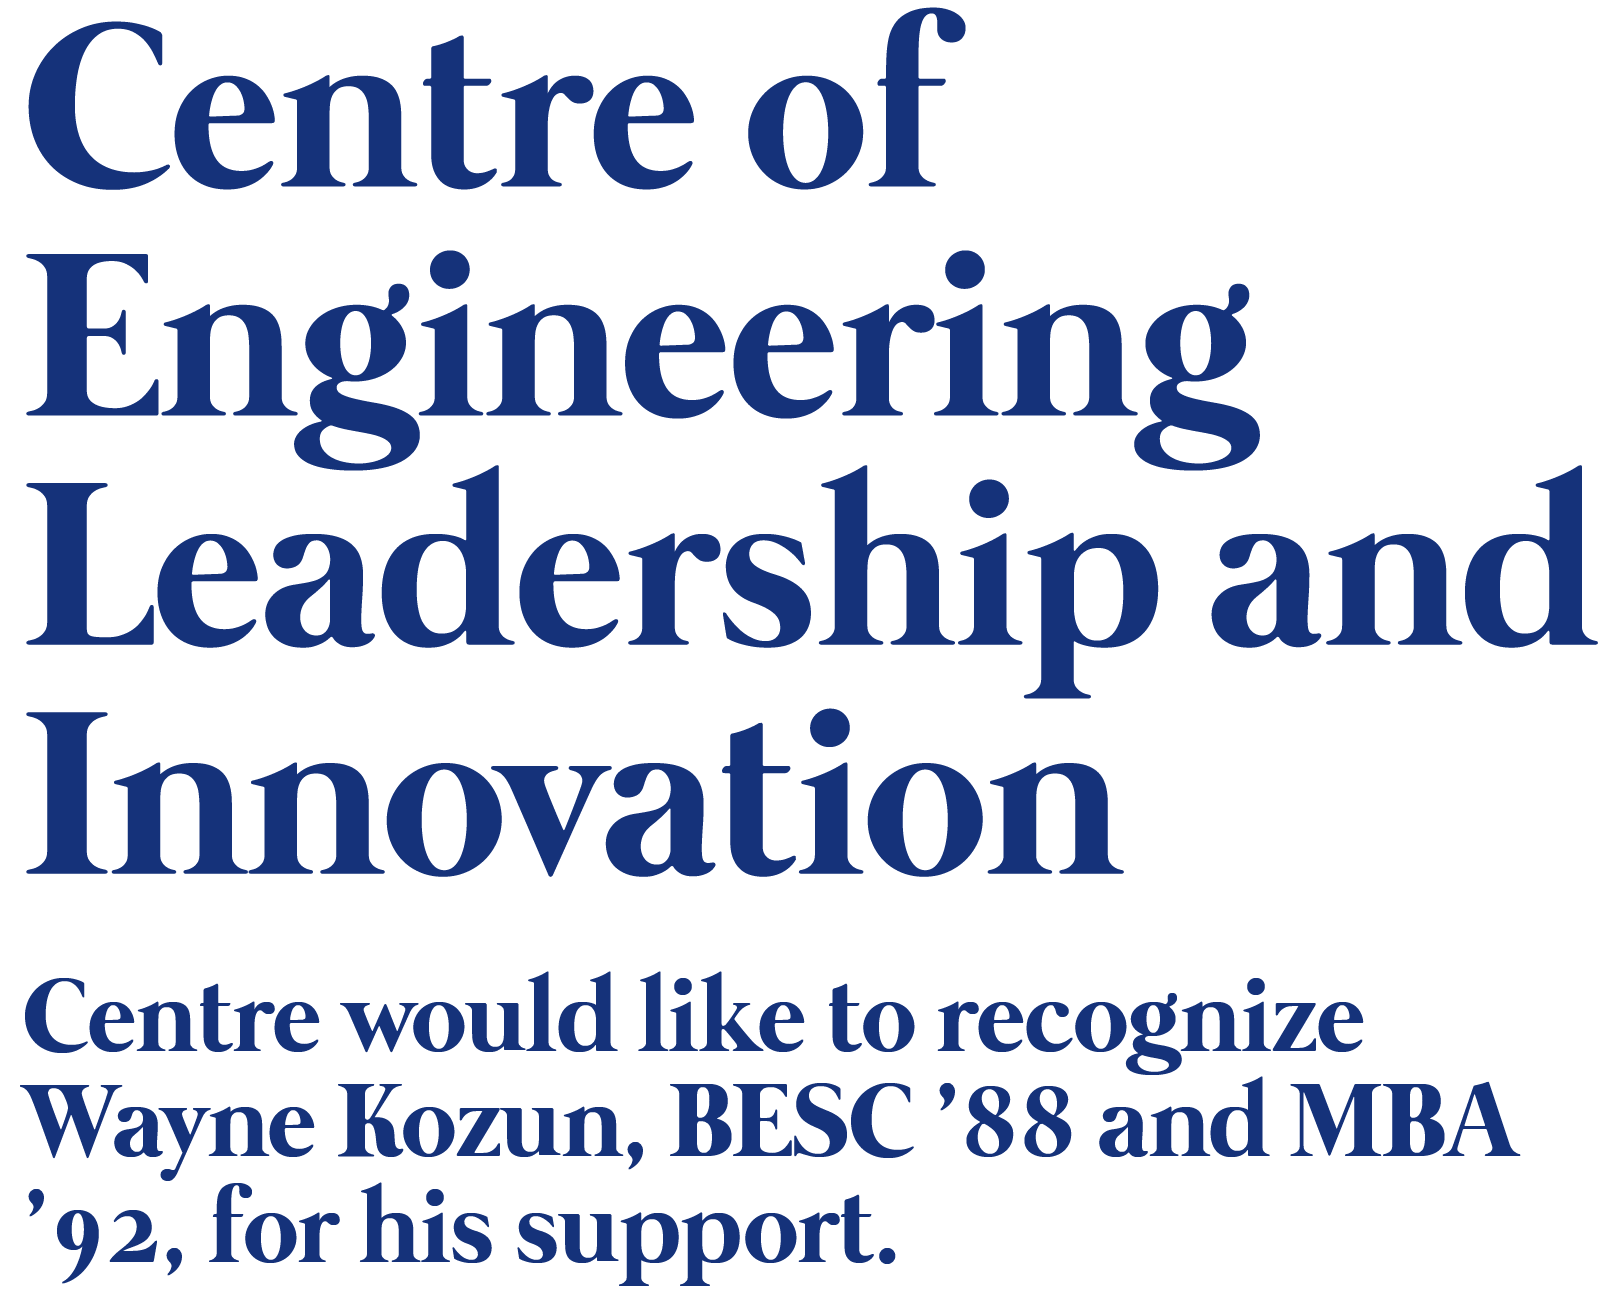 Centre of
Engineering
Leadership and
Innovation
Centre would like to recognize
Wayne Kozun, BESC ’88 and MBA
’92, for his support.